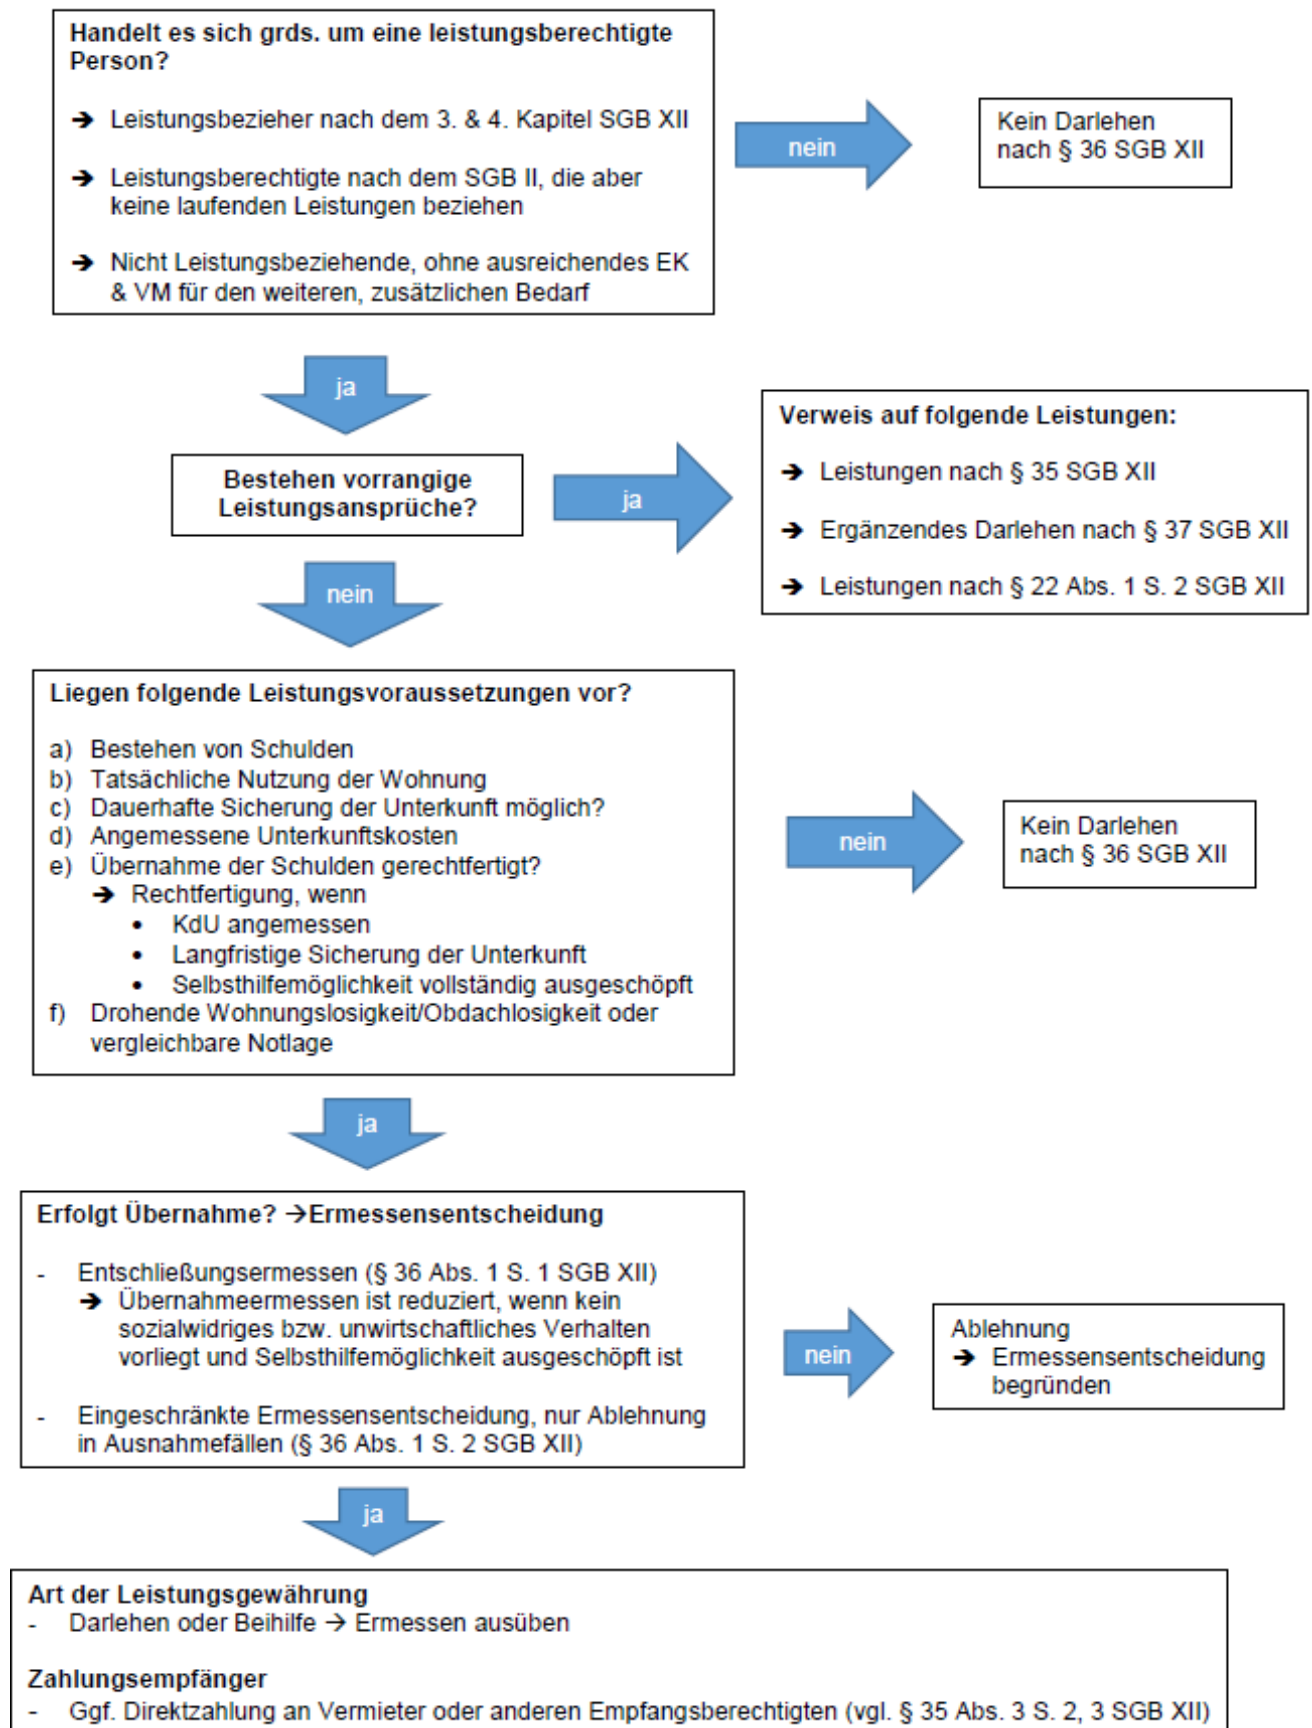 Handelt es sich grds. um eine leistungsberechtigte
Person?
➔ Leistungsbezieher nach dem 3. & 4. Kapitel SGB XII
➔ Leistungsberechtigte nach dem SGB II, die aber
keine laufenden Leistungen beziehen
➔ Nicht Leistungsbeziehende, ohne ausreichendes EK
& VM für den weiteren, zusätzlichen Bedarf
nein
Kein Darlehen
nach § 36 SGB XII
ja
Bestehen vorrangige
Leistungsansprüche?
ja
Verweis auf folgende Leistungen:
➔ Leistungen nach § 35 SGB XII
➔ Ergänzendes Darlehen nach § 37 SGB XII
➔ Leistungen nach § 22 Abs. 1 S. 2 SGB XII
nein
Liegen folgende Leistungsvoraussetzungen vor?
a) Bestehen von Schulden
b) Tatsächliche Nutzung der Wohnung
c) Dauerhafte Sicherung der Unterkunft möglich?
d) Angemessene Unterkunftskosten
e) Übernahme der Schulden gerechtfertigt?
➔ Rechtfertigung, wenn
• KdU angemessen
• Langfristige Sicherung der Unterkunft
• Selbsthilfemöglichkeit vollständig ausgeschöpft
f) Drohende Wohnungslosigkeit/Obdachlosigkeit oder
vergleichbare Notlage
nein
Kein Darlehen
nach § 36 SGB XII
ja
Erfolgt Übernahme? →Ermessensentscheidung
- Entschließungsermessen (§ 36 Abs. 1 S. 1 SGB XII)
➔ Übernahmeermessen ist reduziert, wenn kein
sozialwidriges bzw. unwirtschaftliches Verhalten
vorliegt und Selbsthilfemöglichkeit ausgeschöpft ist
- Eingeschränkte Ermessensentscheidung, nur Ablehnung
in Ausnahmefällen (§ 36 Abs. 1 S. 2 SGB XII)
nein
Ablehnung
➔ Ermessensentscheidung
begründen
ja
Art der Leistungsgewährung
- Darlehen oder Beihilfe → Ermessen ausüben
Zahlungsempfänger
- Ggf. Direktzahlung an Vermieter oder anderen Empfangsberechtigten (vgl. § 35 Abs. 3 S. 2, 3 SGB XII)